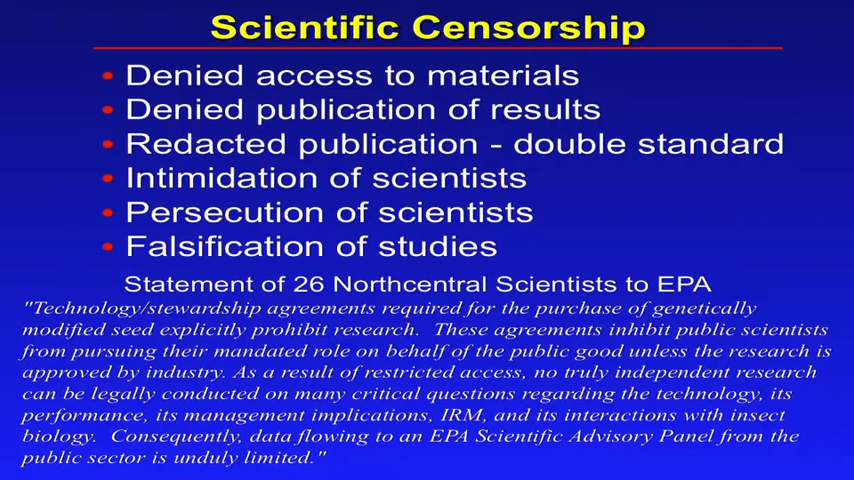 Scientific Censorship
• Denied access to materials
• Denied publication of results
• Redacted publication - double standard
• Intimidation of scientists
• Persecution of scientists
• Falsification of studies
Statement of 26 Northcentral Scientists to EPA
"Technology/stewardship agreements required for the purchase of genetically
modified seed explicitly prohibit research. These agreements inhibit public scientists
from pursuing their mandated role on behalf of the public good unless the research is
approved by industry. As a result of restricted access, no truly independent research
can be legally conducted on many critical questions regarding the technology, its
performance, its management implications, IRM, and its interactions with insect
biology. Consequently, data flowing to an EPA Scientific Advisory Panel from the
public sector is unduly limited."